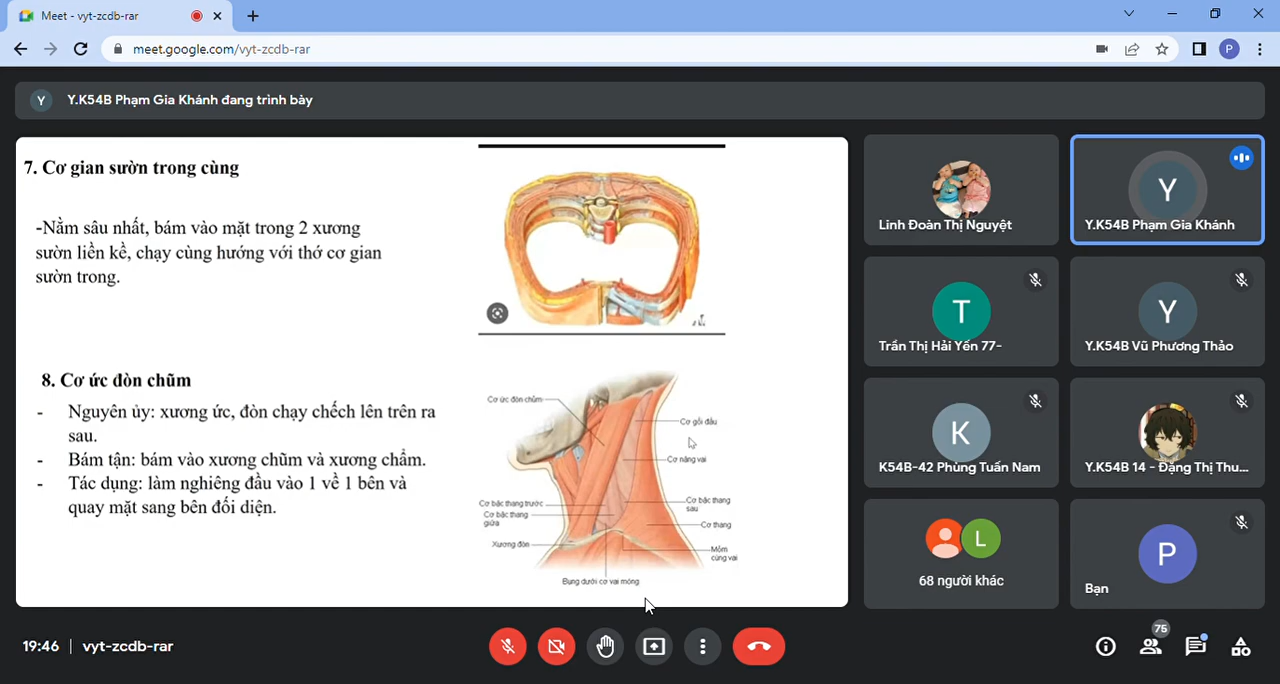 Meet - vyt-zcdb-rar
meet.google.com/vyt-zcdb-rar
P
Y
Y.K54B Phạm Gia Khánh đang trình bày
7. Cơ gian sườn trong cùng
-Nằm sâu nhất, bám vào mặt trong 2 xương
sườn liền kề, chạy cùng hướng với thớ cơ gian
sườn trong.
8. Cơ ức đòn chũm
- Nguyên ủy: xương ức, đòn chạy chếch lên trên ra
sau.
- Bám tận: bám vào xương chũm và xương chẩm.
- Tác dụng: làm nghiêng đầu vào 1 về 1 bên và
quay mặt sang bên đối diện.
Cơ ức đòn chũm
Cơ gối đầu
Cơ nâng vai
Cơ bậc thang trước
Cơ bậc thang
giữa
Cơ bậc thang
sau
Cơ thang
Xương đòn
Mỏm
cùng vai
Bụng dưới cơ vai móng
Linh Đoàn Thị Nguyệt
Y
Y.K54B Phạm Gia Khánh
T
Trần Thị Hải Yến 77-
Y
Y.K54B Vũ Phương Thảo
K
K54B-42 Phùng Tuấn Nam
Y.K54B 14 - Đặng Thị Thu...
L
68 người khác
P
Bạn
19:46 | vyt-zcdb-rar
75